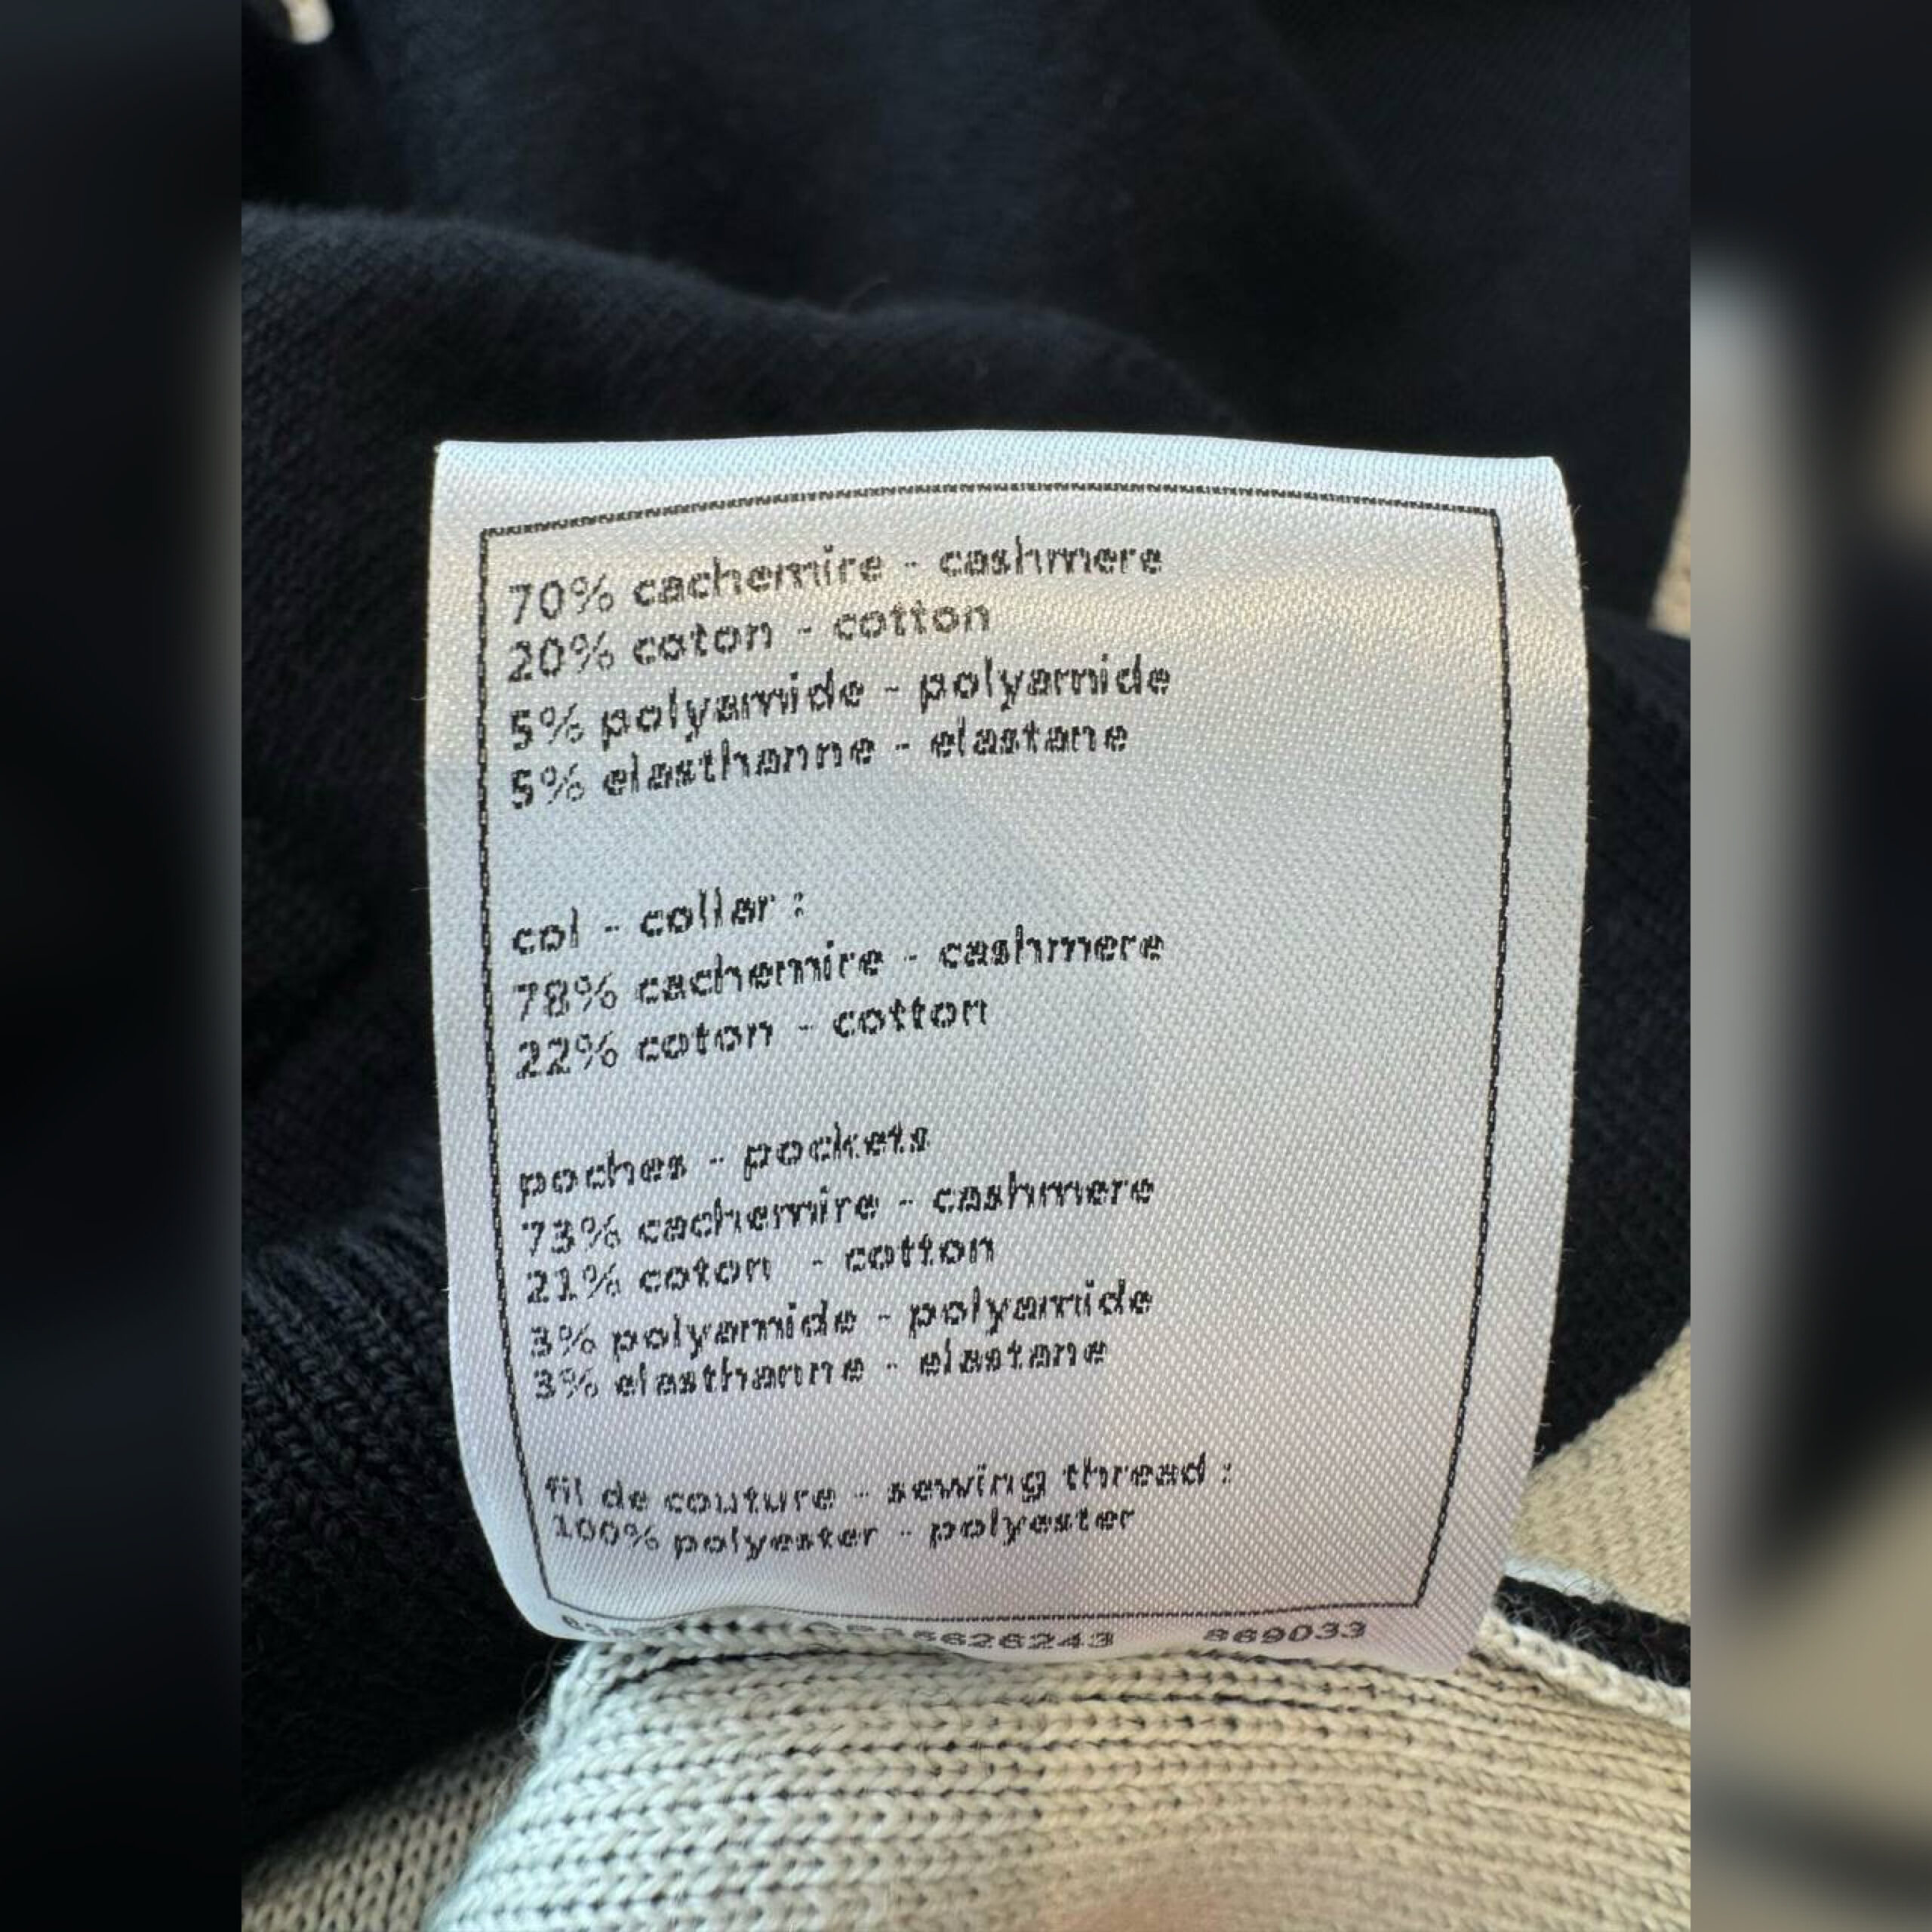 70% cachemire - cashmere
20% coton - cotton
5% polyamide - polyamide
5% elasthanne - elastane
col - collar :
78% cachemire - cashmere
22% coton - cotton
poches - pockets
73% cachemire - cashmere
21% coton - cotton
3% polyamide - polyamide
3% elasthanne - elastane
fil de couture - sewing thread :
100% polyester - polyester
869033